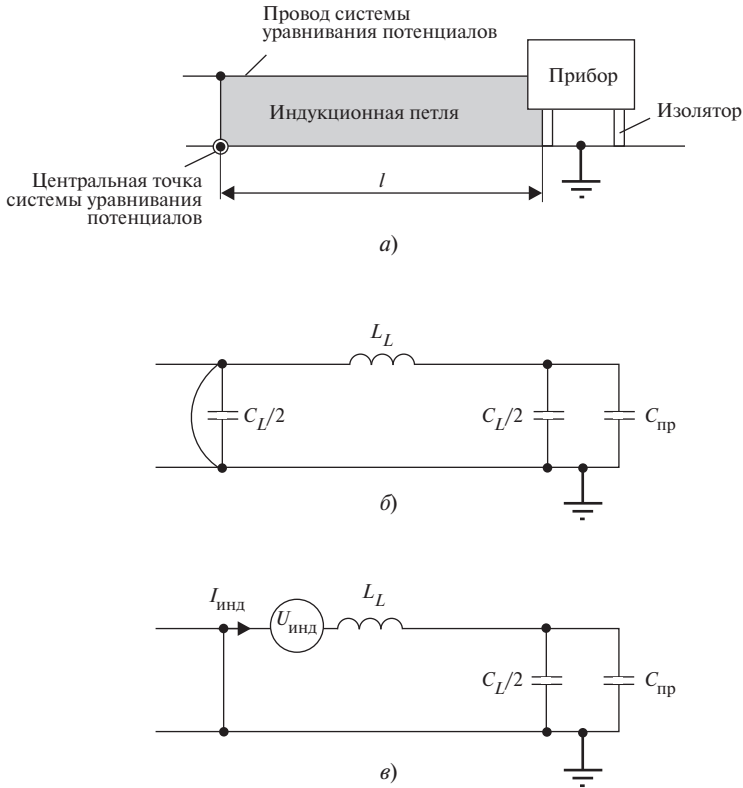 Провод системы
уравнивания потенциалов
Прибор
Индукционная петля
Изолятор
Центральная точка
системы уравнивания
потенциалов
l
а)
L_L
C_L/2
C_L/2
C_пр
б)
I_инд
U_инд
L_L
C_L/2
C_пр
в)